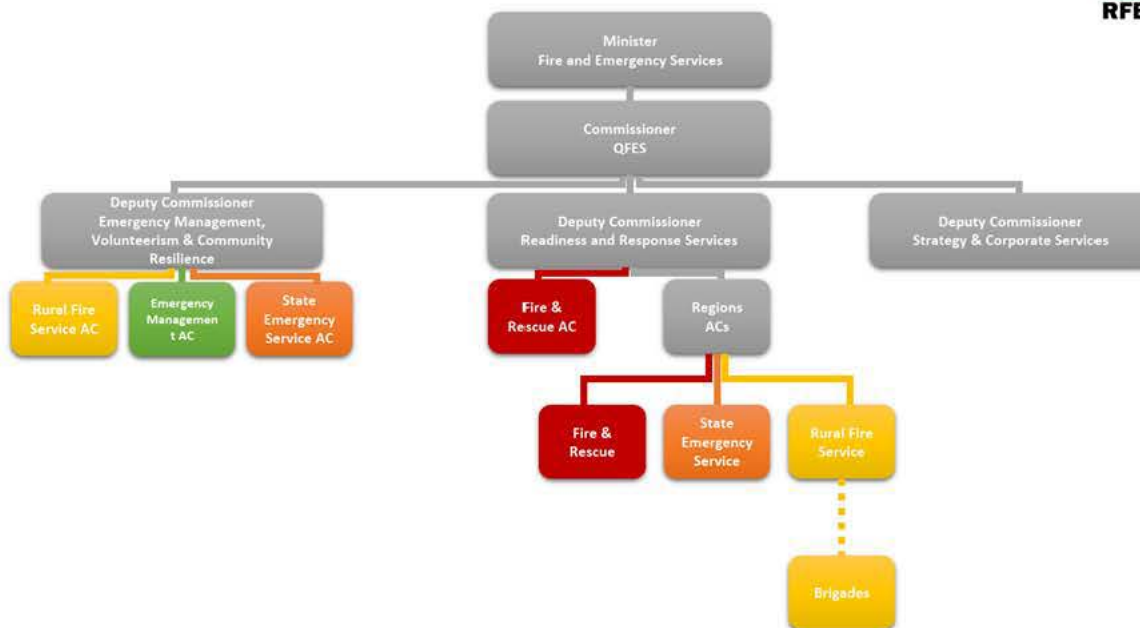 RFB
Minister
Fire and Emergency Services
Commissioner
QFES
Deputy Commissioner
Emergency Management,
Volunteerism & Community
Resilience
Deputy Commissioner
Readiness and Response Services
Deputy Commissioner
Strategy & Corporate Services
Rural Fire
Service AC
Emergency
Managemen
t AC
State
Emergency
Service AC
Fire &
Rescue AC
Regions
ACs
Fire &
Rescue
State
Emergency
Service
Rural Fire
Service
Brigades